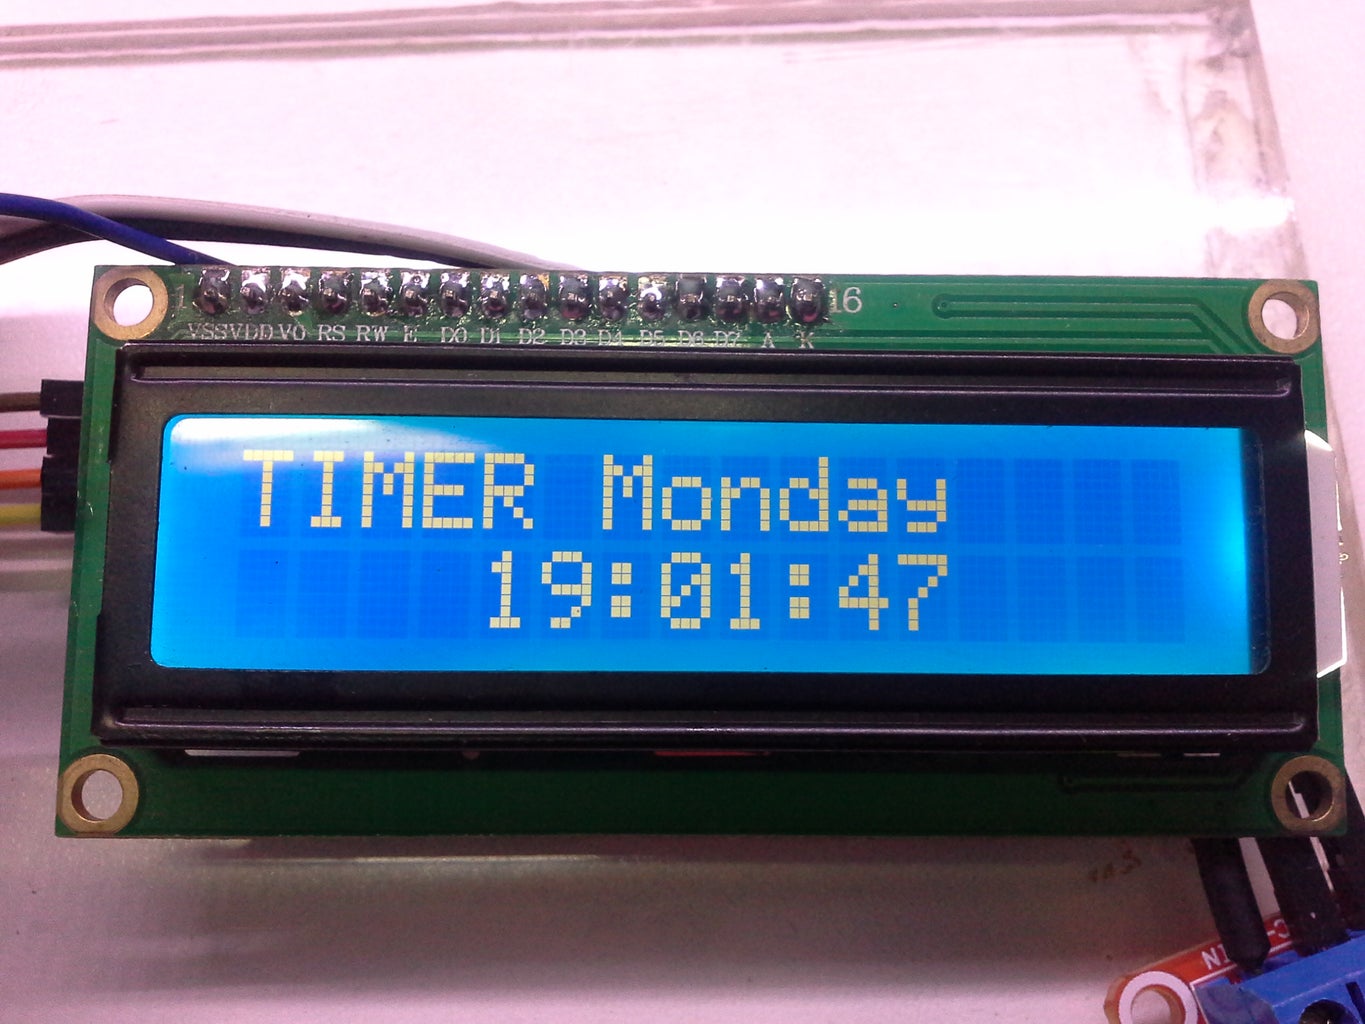 1 16
VSS VDD VO RS RW E D0 D1 D2 D3 D4 D5 D6 D7 A K
TIMER Monday
19:01:47